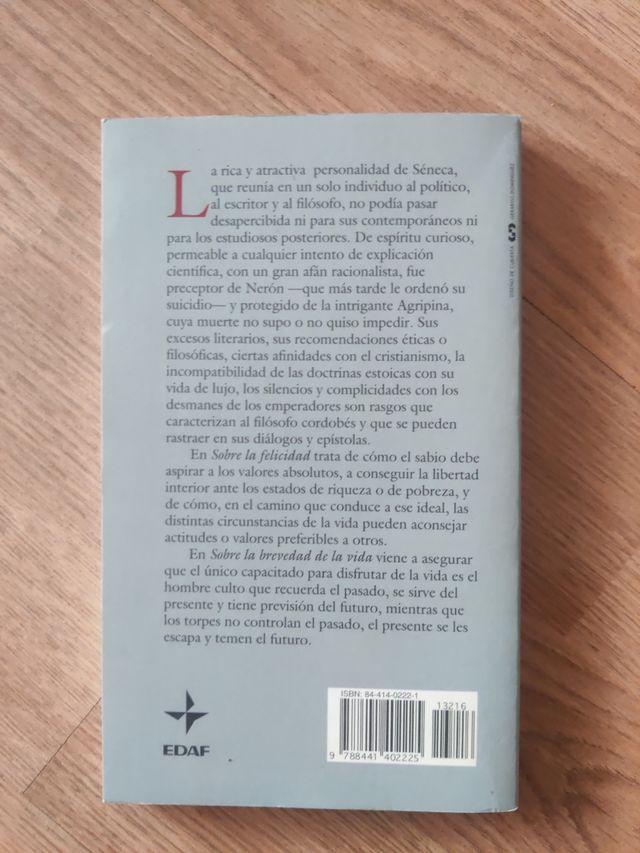 La rica y atractiva personalidad de Séneca,
que reunía en un solo individuo al político,
al escritor y al filósofo, no podía pasar
desapercibida ni para sus contemporáneos ni
para los estudiosos posteriores. De espíritu curioso,
permeable a cualquier intento de explicación
científica, con un gran afán racionalista, fue
preceptor de Nerón —que más tarde le ordenó su
suicidio— y protegido de la intrigante Agripina,
cuya muerte no supo o no quiso impedir. Sus
excesos literarios, sus recomendaciones éticas o
filosóficas, ciertas afinidades con el cristianismo, la
incompatibilidad de las doctrinas estoicas con su
vida de lujo, los silencios y complicidades con los
desmanes de los emperadores son rasgos que
caracterizan al filósofo cordobés y que se pueden
rastraer en sus diálogos y epístolas.
En Sobre la felicidad trata de cómo el sabio debe
aspirar a los valores absolutos, a conseguir la libertad
interior ante los estados de riqueza o de pobreza, y
de cómo, en el camino que conduce a ese ideal, las
distintas circunstancias de la vida pueden aconsejar
actitudes o valores preferibles a otros.
En Sobre la brevedad de la vida viene a asegurar
que el único capacitado para disfrutar de la vida es el
hombre culto que recuerda el pasado, se sirve del
presente y tiene previsión del futuro, mientras que
los torpes no controlan el pasado, el presente se les
escapa y temen el futuro.
DISEÑO DE CUBIERTA GERARDO DOMÍNGUEZ
EDAF
ISBN: 84-414-0222-1
13216
9 788441 402225